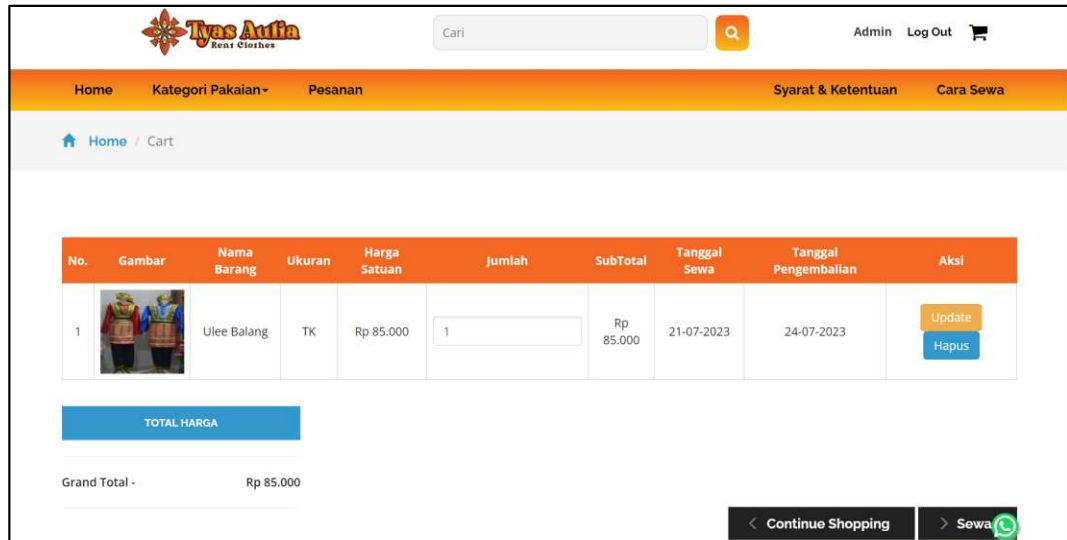 Tyas Aulia
Rent Clothes
Cari
Admin Log Out
Home Kategori Pakaian Pesanan Syarat & Ketentuan Cara Sewa
Home / Cart
No. Gambar Nama Barang Ukuran Harga Satuan Jumlah SubTotal Tanggal Sewa Tanggal Pengembalian Aksi
1 Ulee Balang TK Rp 85.000 1 Rp 85.000 21-07-2023 24-07-2023 Update
Hapus
TOTAL HARGA
Grand Total - Rp 85.000
< Continue Shopping > Sewa